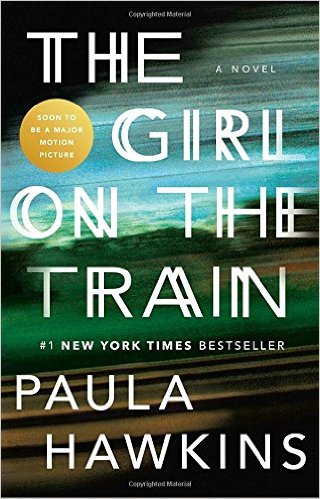 Copyrighted Material
THE
A NOVEL
SOON TO
BE A MAJOR
MOTION
PICTURE
GIRL
ON THE
TRAIN
#1 NEW YORK TIMES BESTSELLER
PAULA
HAWKINS
Copyrighted Material